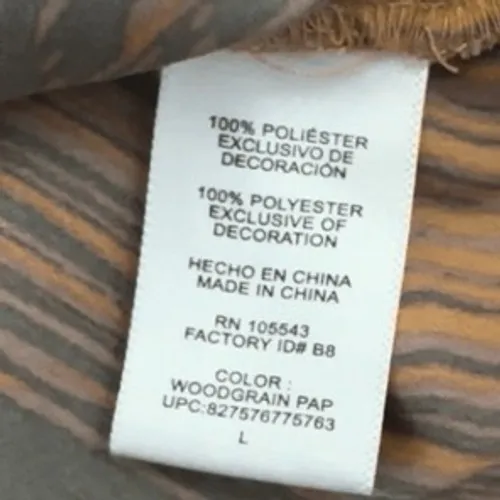 100% POLIÉSTER
EXCLUSIVO DE
DECORACIÓN
100% POLYESTER
EXCLUSIVE OF
DECORATION
HECHO EN CHINA
MADE IN CHINA
RN 105543
FACTORY ID# B8
COLOR :
WOODGRAIN PAP
UPC:827576775763
L